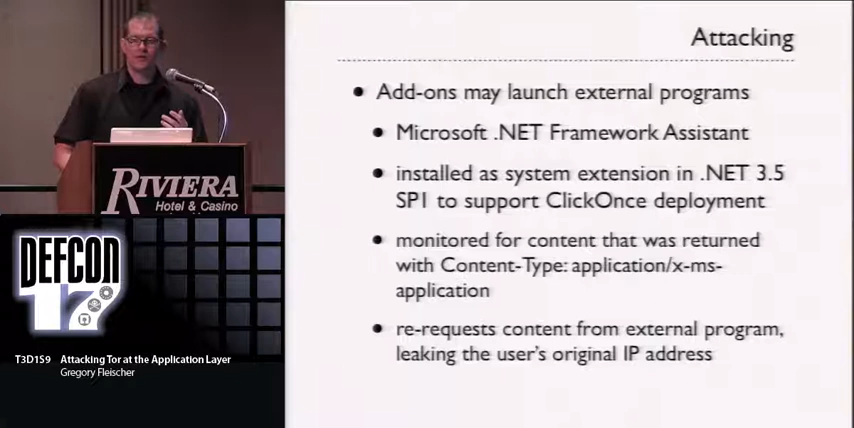 Attacking
• Add-ons may launch external programs
• Microsoft .NET Framework Assistant
• installed as system extension in .NET 3.5
SP1 to support ClickOnce deployment
• monitored for content that was returned
with Content-Type: application/x-ms-
application
• re-requests content from external program,
leaking the user's original IP address
RIVIERA
Hotel & Casino
DEFCON
17
T3D1S9 Attacking Tor at the Application Layer
Gregory Fleischer